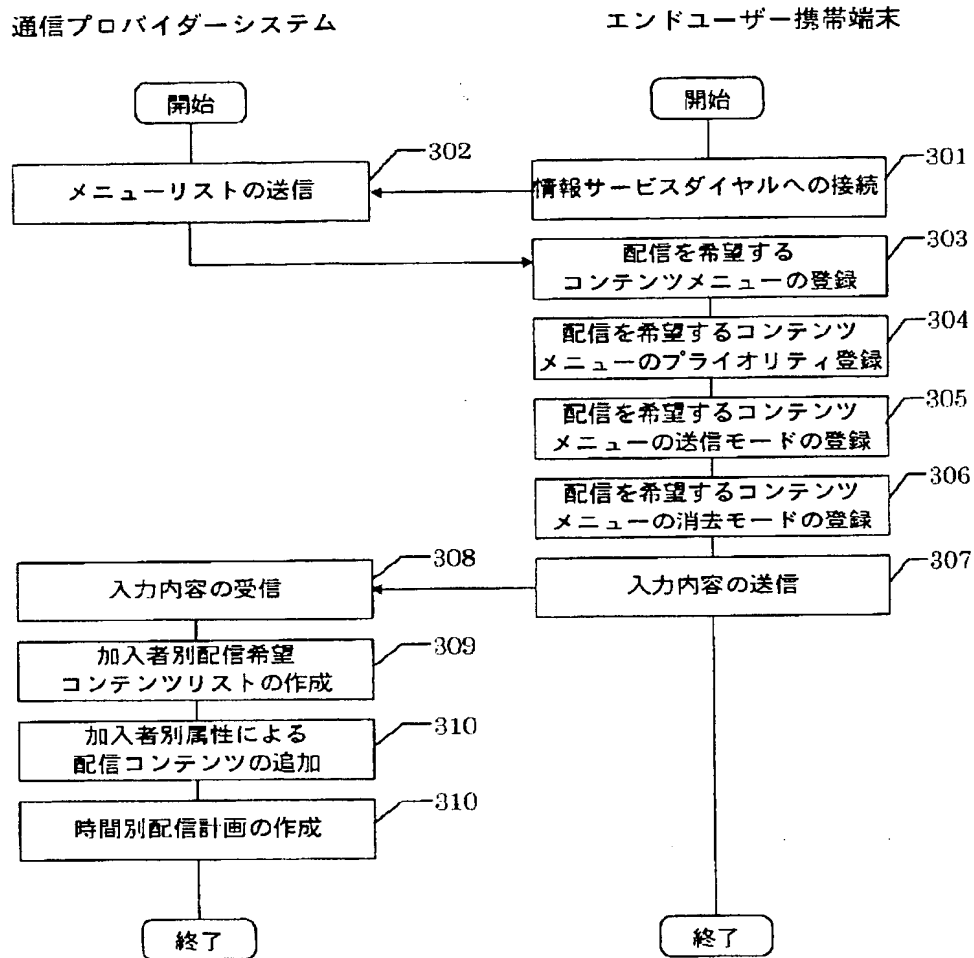 通信プロバイダーシステム
エンドユーザー携帯端末
開始
開始
302
メニューリストの送信
301
情報サービスダイヤルへの接続
303
配信を希望する
コンテンツメニューの登録
304
配信を希望するコンテンツ
メニューのプライオリティ登録
305
配信を希望するコンテンツ
メニューの送信モードの登録
306
配信を希望するコンテンツ
メニューの消去モードの登録
308
入力内容の受信
307
入力内容の送信
309
加入者別配信希望
コンテンツリストの作成
310
加入者別属性による
配信コンテンツの追加
310
時間別配信計画の作成
終了
終了